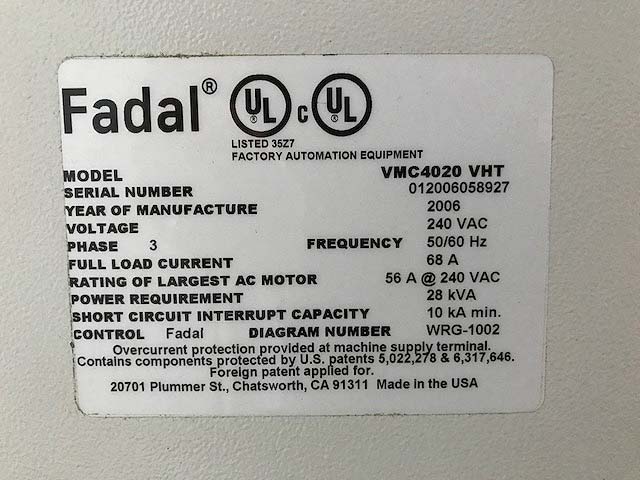 Fadal® UL® c UL®
LISTED 35Z7
FACTORY AUTOMATION EQUIPMENT
MODEL VMC4020 VHT
SERIAL NUMBER 012006058927
YEAR OF MANUFACTURE 2006
VOLTAGE 240 VAC
PHASE 3 FREQUENCY 50/60 Hz
FULL LOAD CURRENT 68 A
RATING OF LARGEST AC MOTOR 56 A @ 240 VAC
POWER REQUIREMENT 28 kVA
SHORT CIRCUIT INTERRUPT CAPACITY 10 kA min.
CONTROL Fadal DIAGRAM NUMBER WRG-1002
Overcurrent protection provided at machine supply terminal.
Contains components protected by U.S. patents 5,022,278 & 6,317,646.
Foreign patent applied for.
20701 Plummer St., Chatsworth, CA 91311 Made in the USA